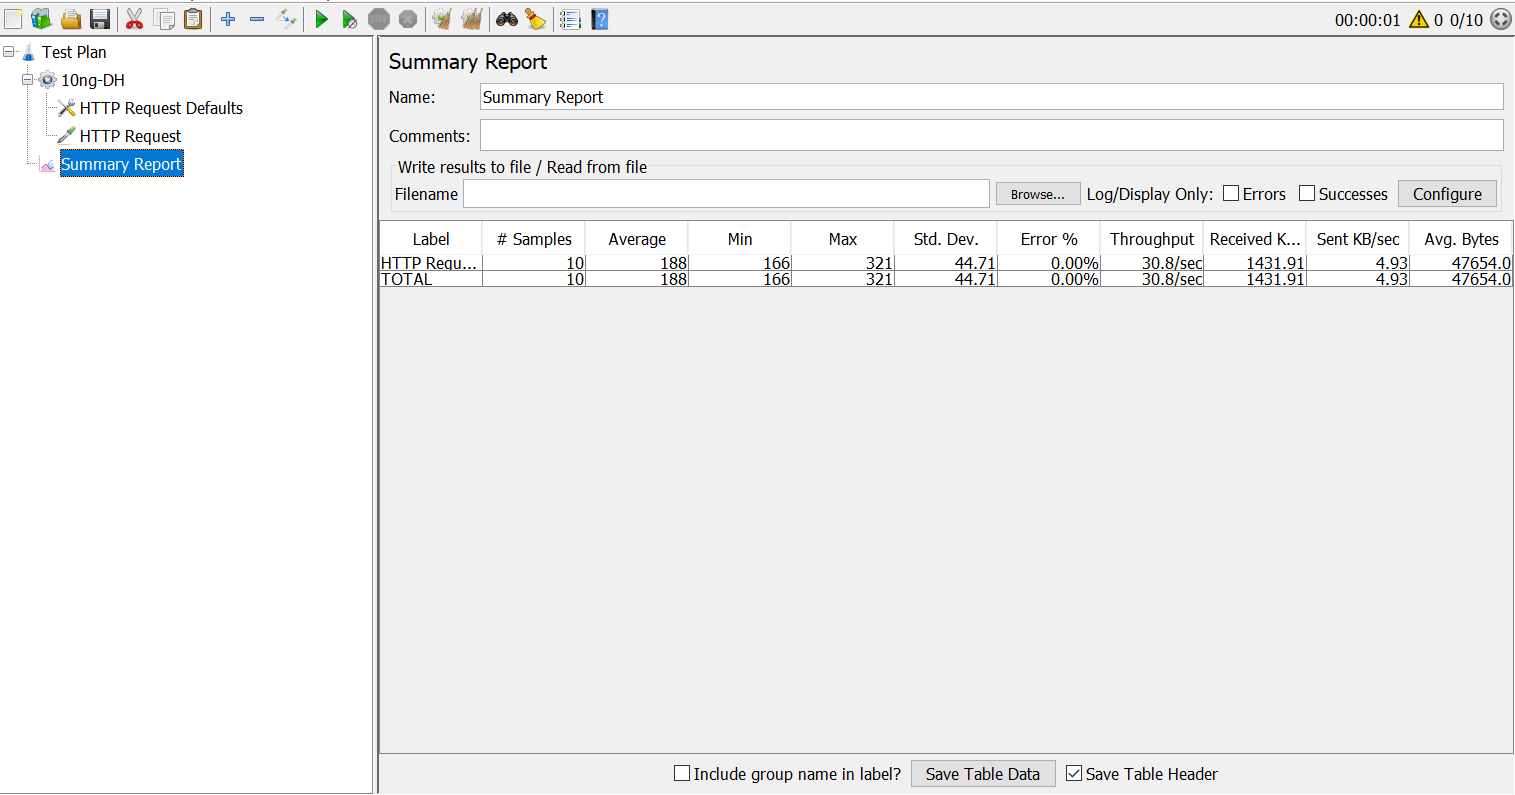 00:00:01 0 0/10
Test Plan
10ng-DH
HTTP Request Defaults
HTTP Request
Summary Report
Summary Report
Name: Summary Report
Comments:
Write results to file / Read from file
Filename Browse... Log/Display Only: Errors Successes Configure
Label # Samples Average Min Max Std. Dev. Error % Throughput Received K... Sent KB/sec Avg. Bytes
HTTP Requ... 10 188 166 321 44.71 0.00% 30.8/sec 1431.91 4.93 47654.0
TOTAL 10 188 166 321 44.71 0.00% 30.8/sec 1431.91 4.93 47654.0
Include group name in label? Save Table Data Save Table Header